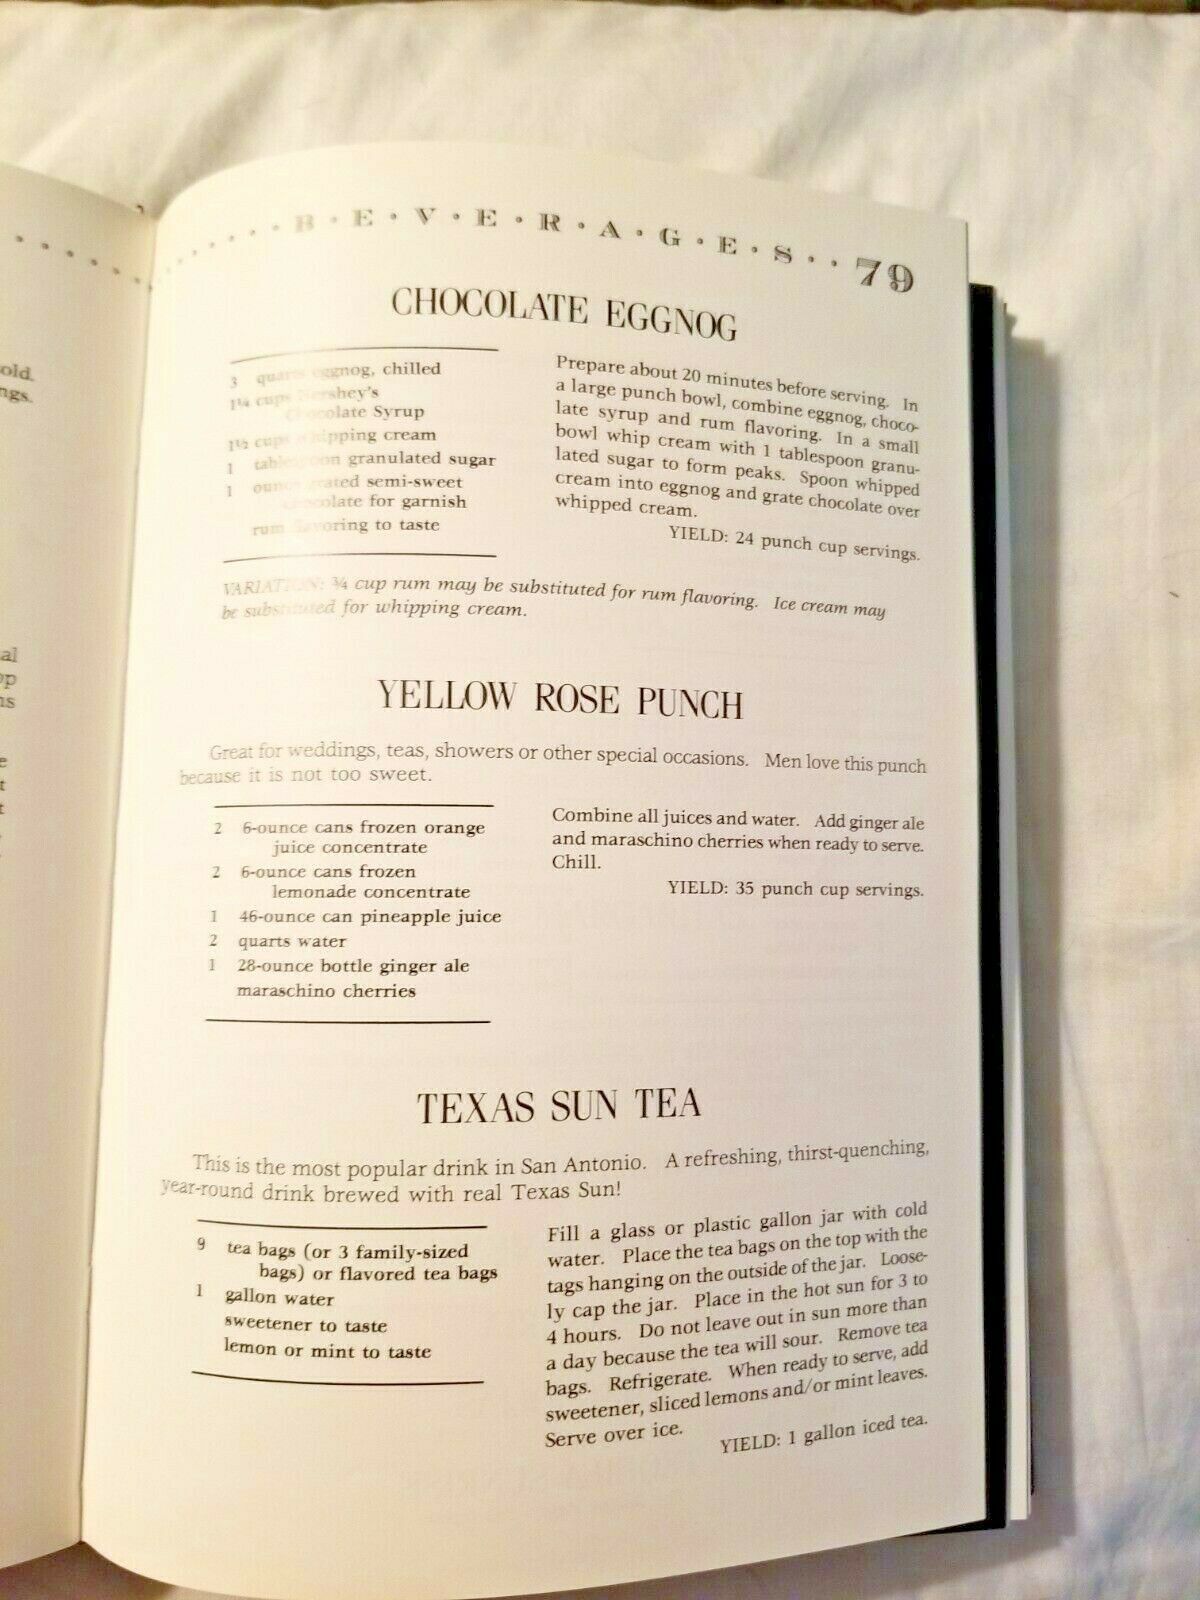 old.
ngs.
al
op
ns
e
t
t
B·E·V·E·R·A·G·E·S·· 79
CHOCOLATE EGGNOG
3 quarts eggnog, chilled
1¼ cups Hershey's
Chocolate Syrup
1½ cups whipping cream
1 tablespoon granulated sugar
1 ounce grated semi-sweet
chocolate for garnish
rum flavoring to taste
Prepare about 20 minutes before serving. In
a large punch bowl, combine eggnog, choco-
late syrup and rum flavoring. In a small
bowl whip cream with 1 tablespoon granu-
lated sugar to form peaks. Spoon whipped
cream into eggnog and grate chocolate over
whipped cream.
YIELD: 24 punch cup servings.
VARIATION: ¾ cup rum may be substituted for rum flavoring. Ice cream may
be substituted for whipping cream.
YELLOW ROSE PUNCH
Great for weddings, teas, showers or other special occasions. Men love this punch
because it is not too sweet.
2 6-ounce cans frozen orange
juice concentrate
2 6-ounce cans frozen
lemonade concentrate
1 46-ounce can pineapple juice
2 quarts water
1 28-ounce bottle ginger ale
maraschino cherries
Combine all juices and water. Add ginger ale
and maraschino cherries when ready to serve.
Chill.
YIELD: 35 punch cup servings.
TEXAS SUN TEA
This is the most popular drink in San Antonio. A refreshing, thirst-quenching,
year-round drink brewed with real Texas Sun!
9 tea bags (or 3 family-sized
bags) or flavored tea bags
1 gallon water
sweetener to taste
lemon or mint to taste
Fill a glass or plastic gallon jar with cold
water. Place the tea bags on the top with the
tags hanging on the outside of the jar. Loose-
ly cap the jar. Place in the hot sun for 3 to
4 hours. Do not leave out in sun more than
a day because the tea will sour. Remove tea
bags. Refrigerate. When ready to serve, add
sweetener, sliced lemons and/or mint leaves.
Serve over ice.
YIELD: 1 gallon iced tea.